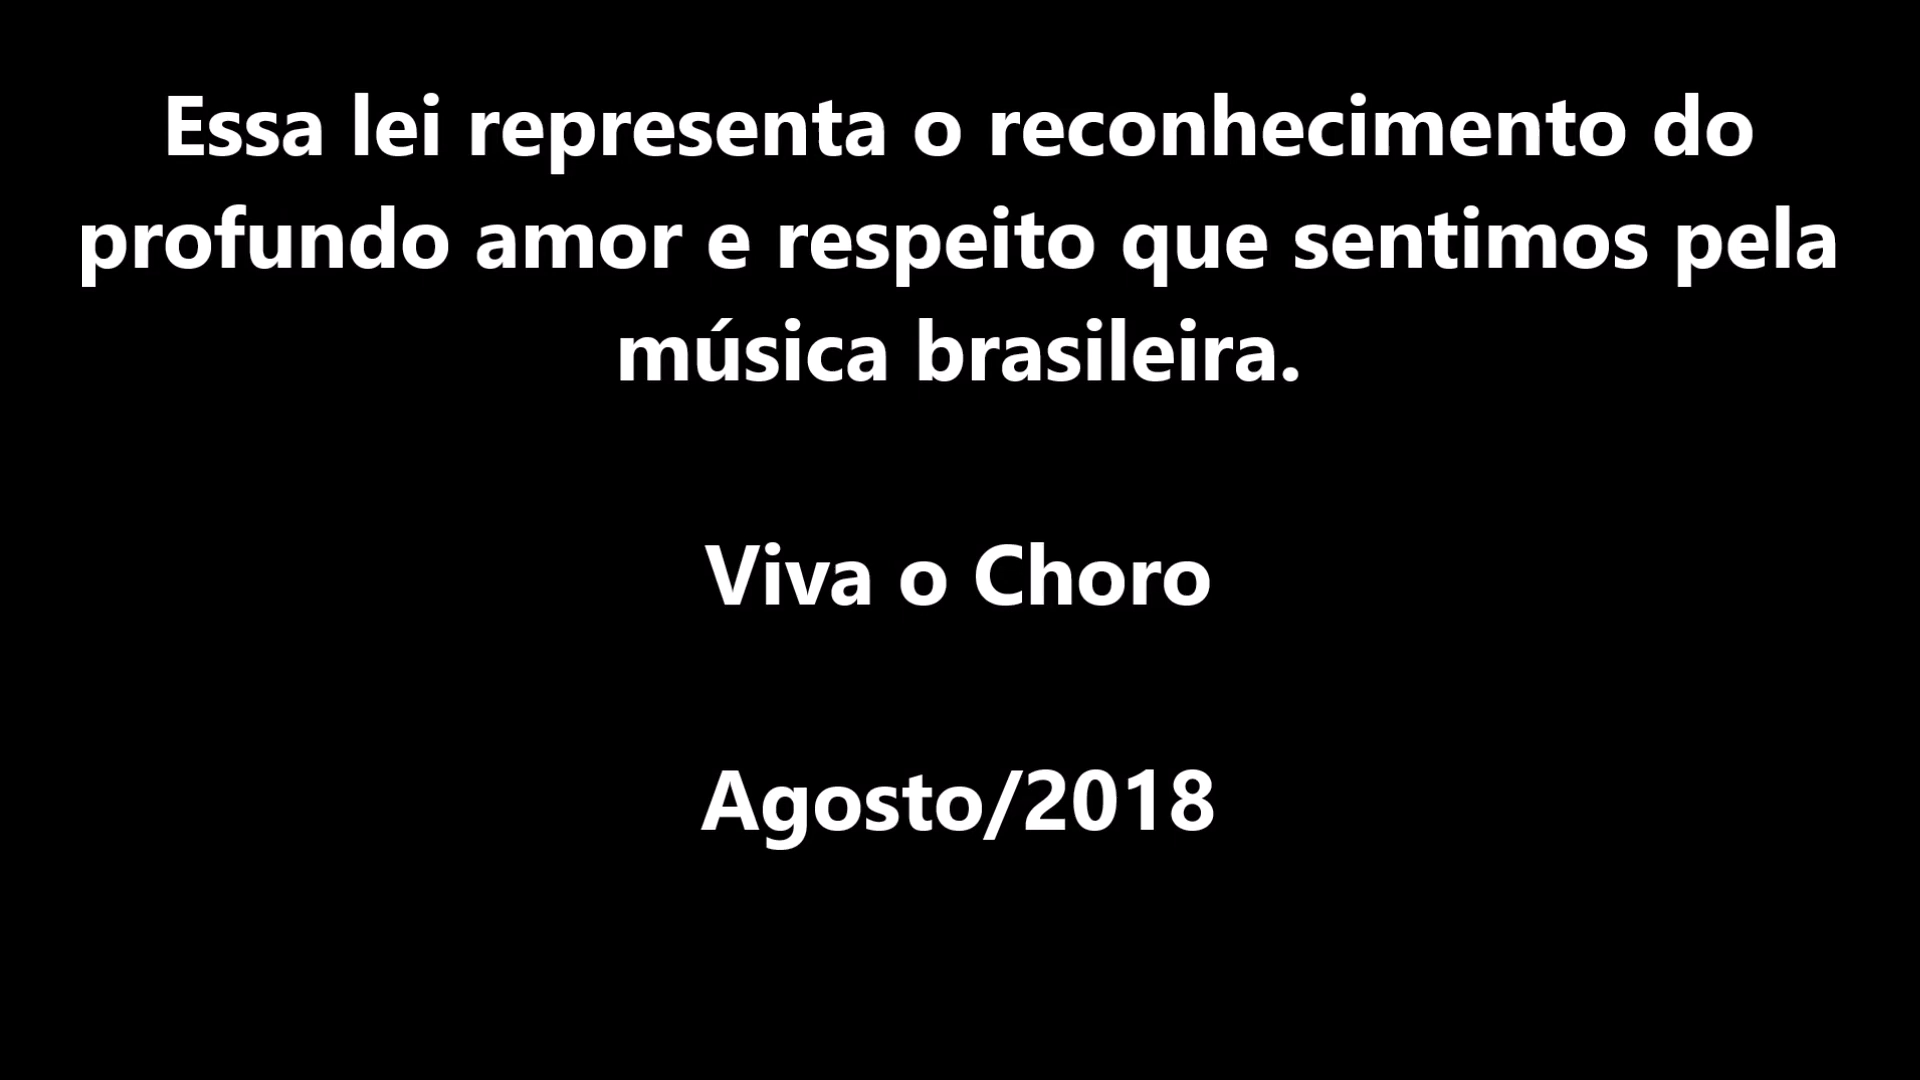 Essa lei representa o reconhecimento do
profundo amor e respeito que sentimos pela
música brasileira.
Viva o Choro
Agosto/2018